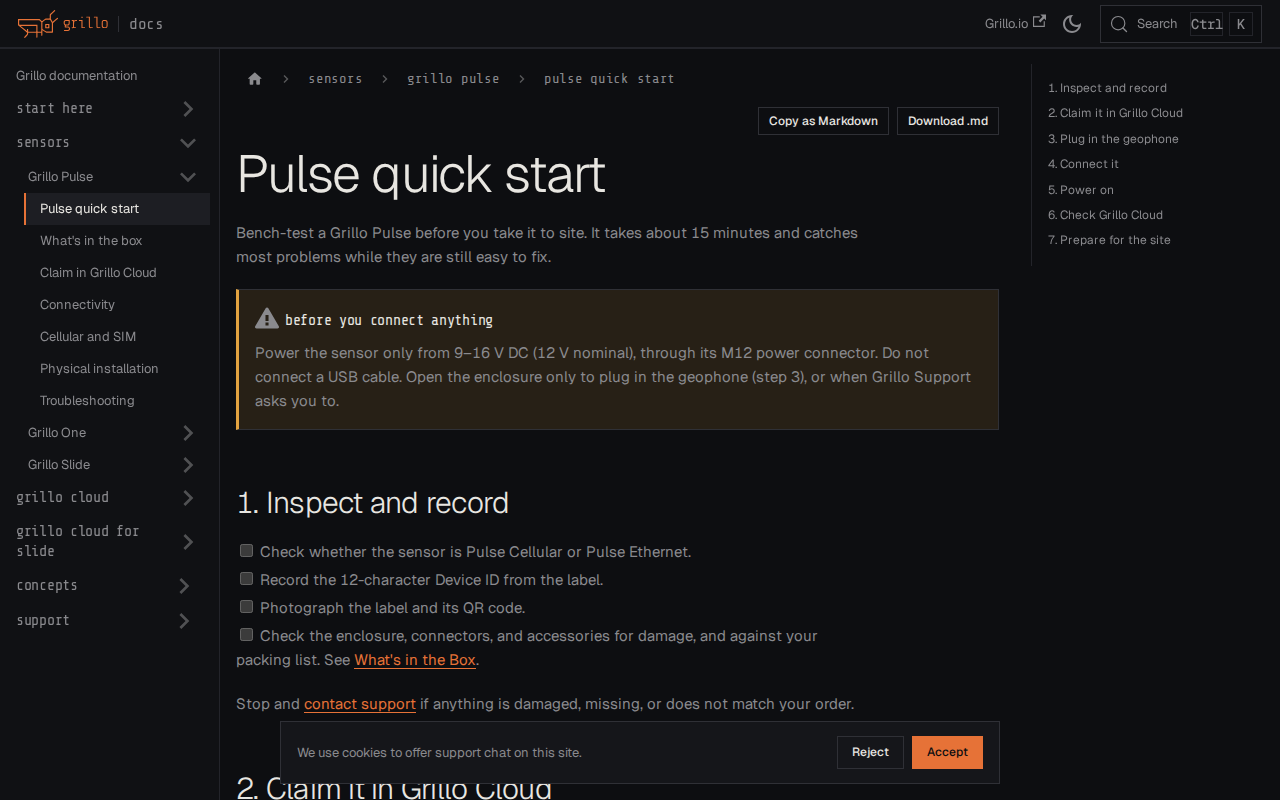 grillo
docs
Grillo.io
Search
Ctrl
K
Grillo documentation
start here
sensors
Grillo Pulse
Pulse quick start
What's in the box
Claim in Grillo Cloud
Connectivity
Cellular and SIM
Physical installation
Troubleshooting
Grillo One
Grillo Slide
grillo cloud
grillo cloud for
slide
concepts
support
sensors
grillo pulse
pulse quick start
Copy as Markdown
Download .md
Pulse quick start
Bench-test a Grillo Pulse before you take it to site. It takes about 15 minutes and catches
most problems while they are still easy to fix.
before you connect anything
Power the sensor only from 9–16 V DC (12 V nominal), through its M12 power connector. Do not
connect a USB cable. Open the enclosure only to plug in the geophone (step 3), or when Grillo Support
asks you to.
1. Inspect and record
Check whether the sensor is Pulse Cellular or Pulse Ethernet.
Record the 12-character Device ID from the label.
Photograph the label and its QR code.
Check the enclosure, connectors, and accessories for damage, and against your
packing list. See What's in the Box.
Stop and contact support if anything is damaged, missing, or does not match your order.
2. Claim it in Grillo Cloud
We use cookies to offer support chat on this site.
Reject
Accept
1. Inspect and record
2. Claim it in Grillo Cloud
3. Plug in the geophone
4. Connect it
5. Power on
6. Check Grillo Cloud
7. Prepare for the site